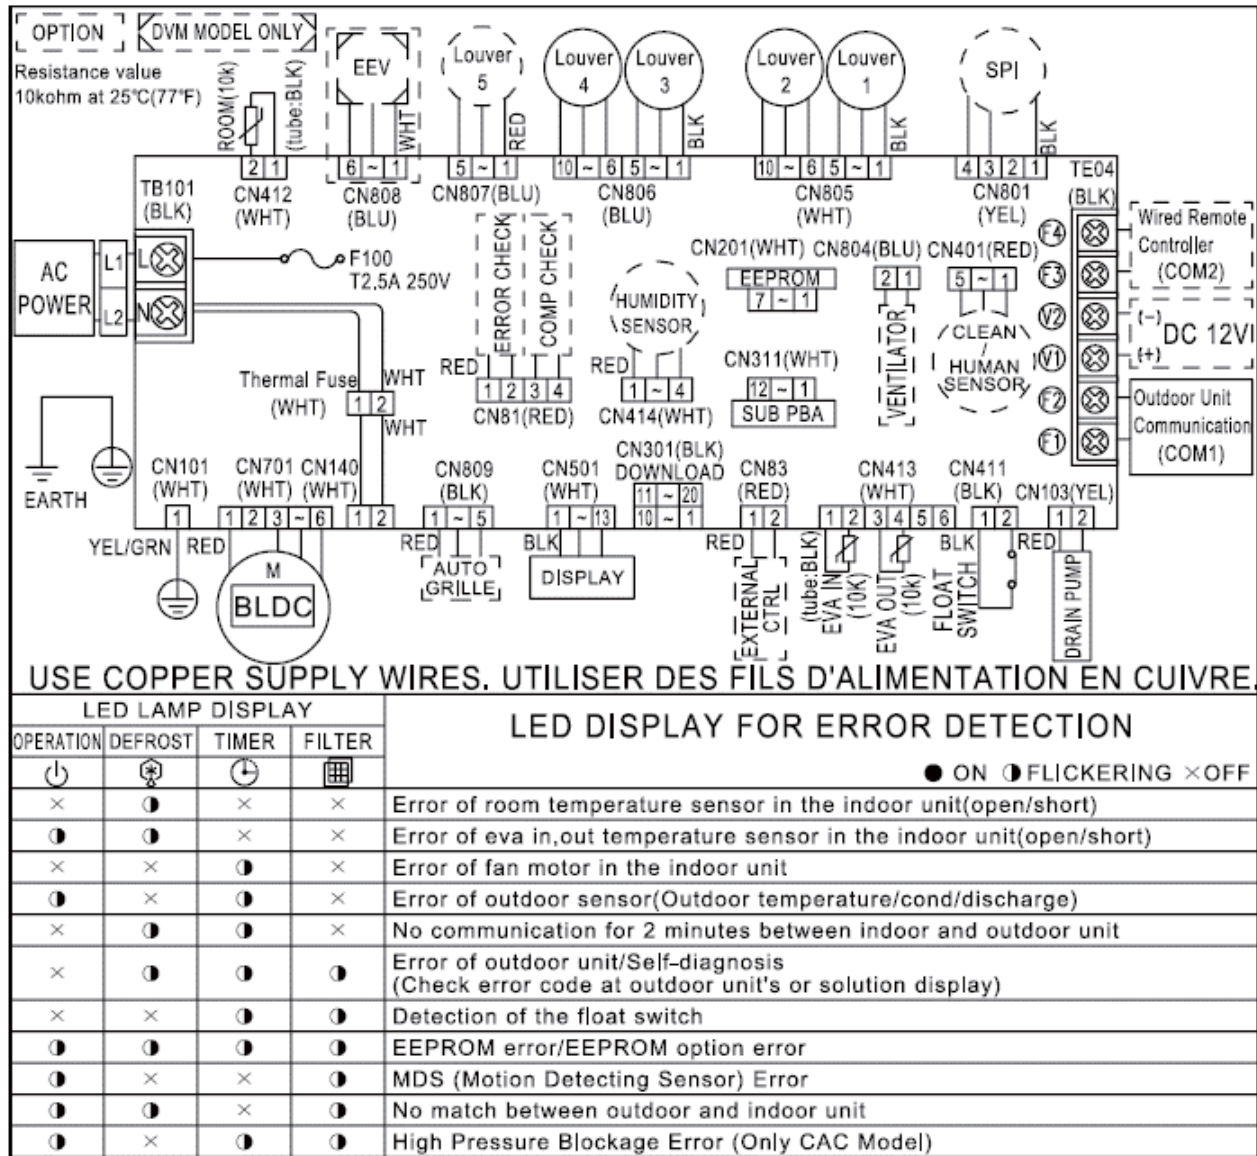 OPTION
DVM MODEL ONLY
Resistance value
10kohm at 25℃(77℉)
ROOM(10k)
(tube:BLK)
EEV
WHT
Louver
5
RED
Louver
4
Louver
3
BLK
Louver
2
Louver
1
BLK
SPI
BLK
2 1
6 ~ 1
5 ~ 1
10 ~ 6 5 ~ 1
10 ~ 6 5 ~ 1
4 3 2 1
TB101
(BLK)
CN412
(WHT)
CN808
(BLU)
CN807(BLU)
CN806
(BLU)
CN805
(WHT)
CN801
(YEL)
TE04
(BLK)
AC
POWER
L1
L2
L
N
F100
T2.5A 250V
ERROR CHECK
COMP CHECK
RED
1 2 3 4
CN81(RED)
HUMIDITY
SENSOR
RED
1 ~ 4
CN414(WHT)
CN201(WHT)
EEPROM
7 ~ 1
CN311(WHT)
12 ~ 1
SUB PBA
CN804(BLU)
2 1
VENTILATOR
CN401(RED)
5 ~ 1
CLEAN
/
HUMAN
SENSOR
F4
F3
V2
V1
F2
F1
Wired Remote
Controller
(COM2)
(-)
DC 12V
(+)
Outdoor Unit
Communication
(COM1)
Thermal Fuse
(WHT)
WHT
1 2
WHT
EARTH
CN101
(WHT)
CN701
(WHT)
CN140
(WHT)
CN809
(BLK)
CN501
(WHT)
CN301(BLK)
DOWNLOAD
11 ~ 20
10 ~ 1
CN83
(RED)
CN413
(WHT)
CN411
(BLK)
CN103(YEL)
1
1 2 3 ~ 6
1 2
1 ~ 5
1 ~ 13
1 2
1 2 3 4 5 6
1 2
1 2
YEL/GRN
RED
M
BLDC
RED
AUTO
GRILLE
BLK
DISPLAY
RED
EXTERNAL
CTRL
(tube:BLK)
EVA IN
(10K)
EVA OUT
(10K)
BLK
FLOAT
SWITCH
RED
DRAIN PUMP
USE COPPER SUPPLY WIRES. UTILISER DES FILS D'ALIMENTATION EN CUIVRE.
LED LAMP DISPLAY
LED DISPLAY FOR ERROR DETECTION
OPERATION DEFROST TIMER FILTER
● ON ◑ FLICKERING ×OFF
× ◑ × × Error of room temperature sensor in the indoor unit(open/short)
◑ ◑ × × Error of eva in,out temperature sensor in the indoor unit(open/short)
× × ◑ × Error of fan motor in the indoor unit
◑ × ◑ × Error of outdoor sensor(Outdoor temperature/cond/discharge)
× ◑ ◑ × No communication for 2 minutes between indoor and outdoor unit
× ◑ ◑ ◑ Error of outdoor unit/Self-diagnosis
(Check error code at outdoor unit's or solution display)
× × ◑ ◑ Detection of the float switch
◑ ◑ ◑ ◑ EEPROM error/EEPROM option error
◑ × × ◑ MDS (Motion Detecting Sensor) Error
◑ ◑ × ◑ No match between outdoor and indoor unit
◑ × ◑ ◑ High Pressure Blockage Error (Only CAC Model)